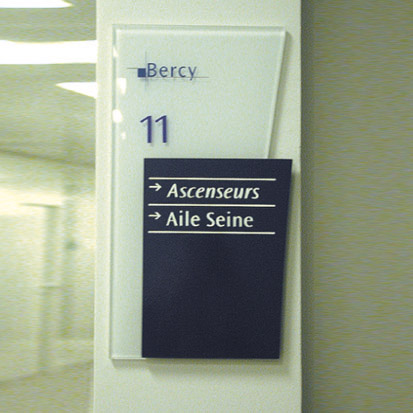 Bercy
11
→ Ascenseurs
→ Aile Seine